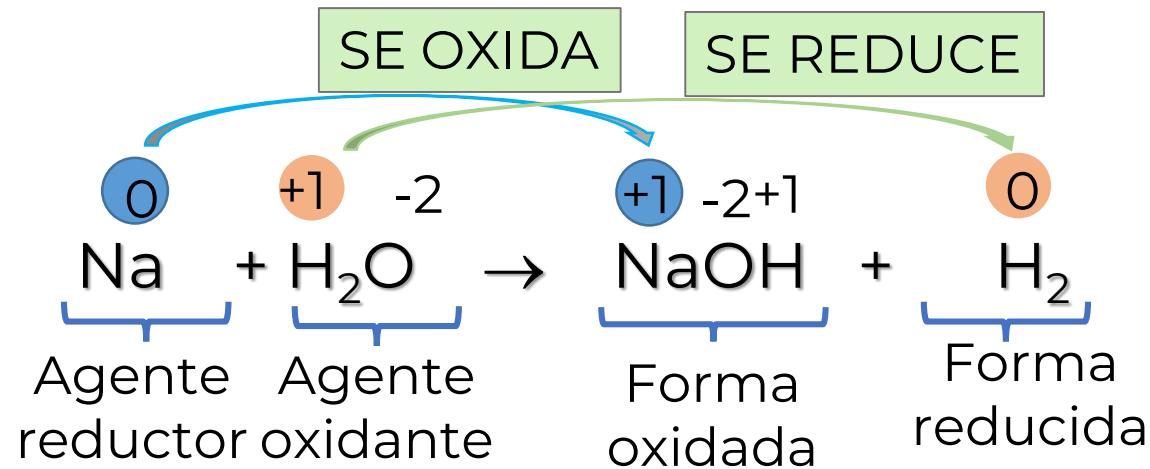 SE OXIDA SE REDUCE
0 +1 -2 +1 -2+1 0
Na + H₂O → NaOH + H₂
Agente reductor
Agente oxidante
Forma oxidada
Forma reducida